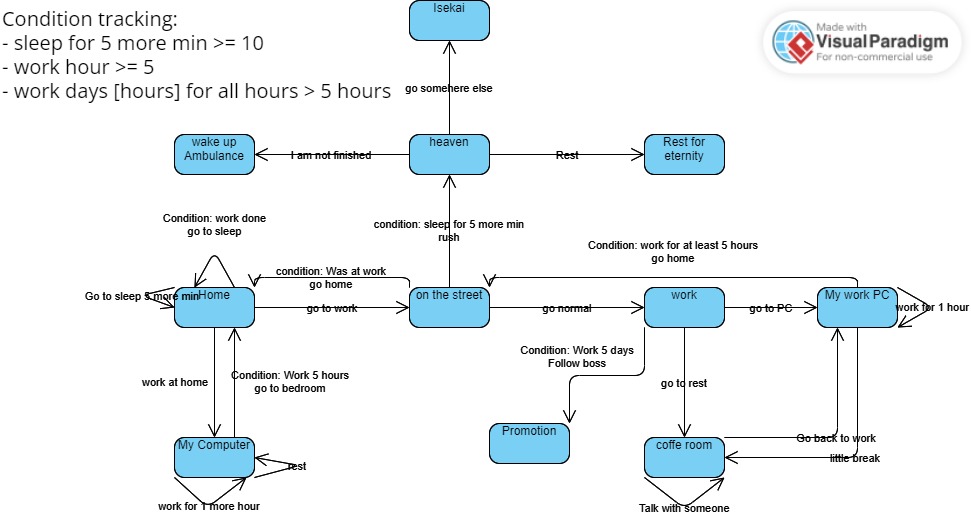 Condition tracking:
- sleep for 5 more min >= 10
- work hour >= 5
- work days [hours] for all hours > 5 hours
Isekai
Made with
Visual Paradigm
For non-commercial use
go somehere else
wake up
Ambulance
I am not finished
heaven
Rest
Rest for
eternity
Condition: work done
go to sleep
condition: sleep for 5 more min
rush
Condition: work for at least 5 hours
go home
condition: Was at work
go home
Go to sleep 5 more min
Home
go to work
on the street
go normal
work
go to PC
My work PC
work for 1 hour
work at home
Condition: Work 5 hours
go to bedroom
Condition: Work 5 days
Follow boss
go to rest
My Computer
rest
work for 1 more hour
Promotion
coffe room
Go back to work
little break
Talk with someone